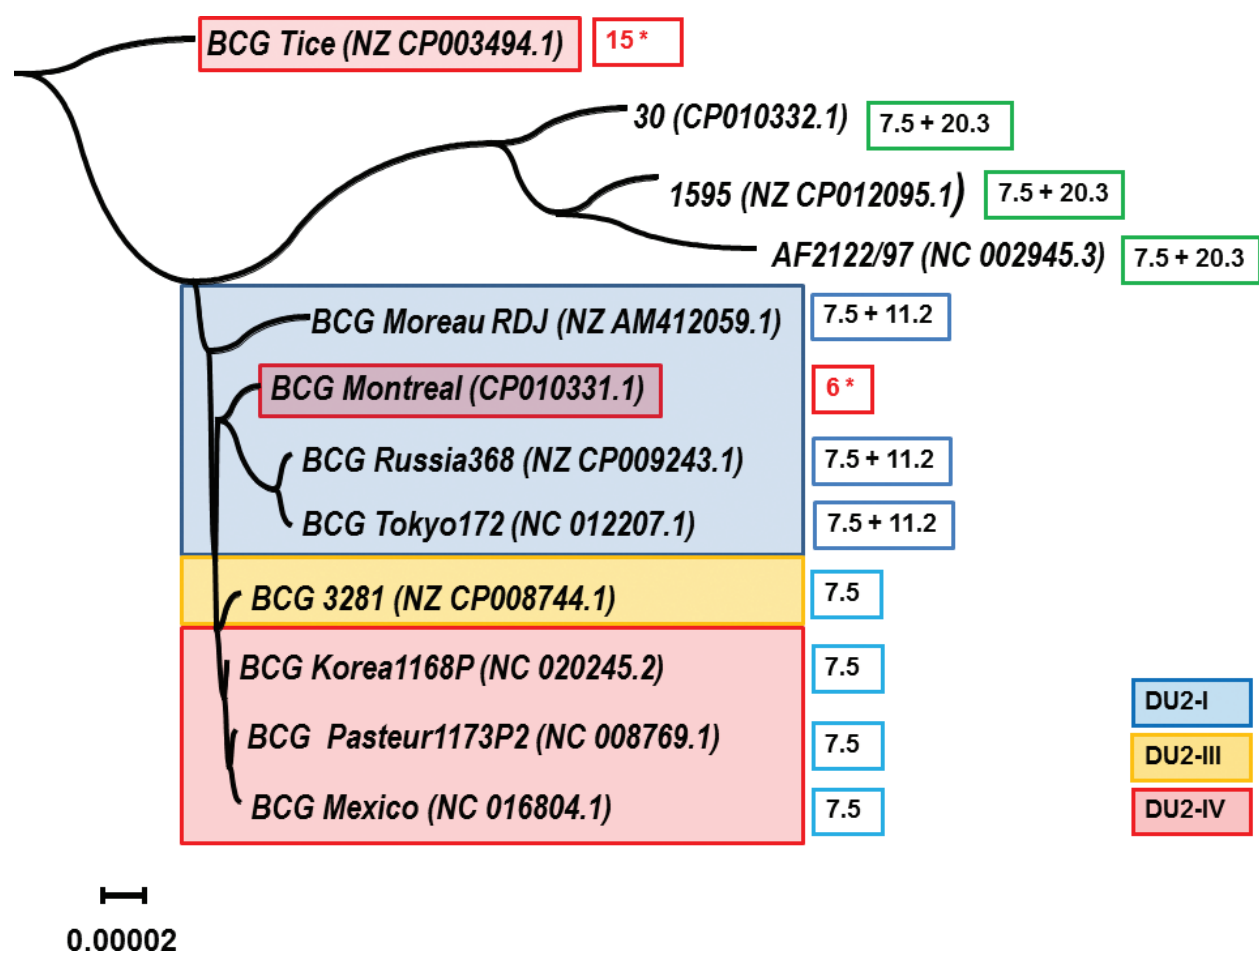 BCG Tice (NZ CP003494.1) 15 *
30 (CP010332.1) 7.5 + 20.3
1595 (NZ CP012095.1) 7.5 + 20.3
AF2122/97 (NC 002945.3) 7.5 + 20.3
BCG Moreau RDJ (NZ AM412059.1) 7.5 + 11.2
BCG Montreal (CP010331.1) 6 *
BCG Russia368 (NZ CP009243.1) 7.5 + 11.2
BCG Tokyo172 (NC 012207.1) 7.5 + 11.2
BCG 3281 (NZ CP008744.1) 7.5
BCG Korea1168P (NC 020245.2) 7.5
BCG Pasteur1173P2 (NC 008769.1) 7.5
BCG Mexico (NC 016804.1) 7.5
DU2-I
DU2-III
DU2-IV
0.00002